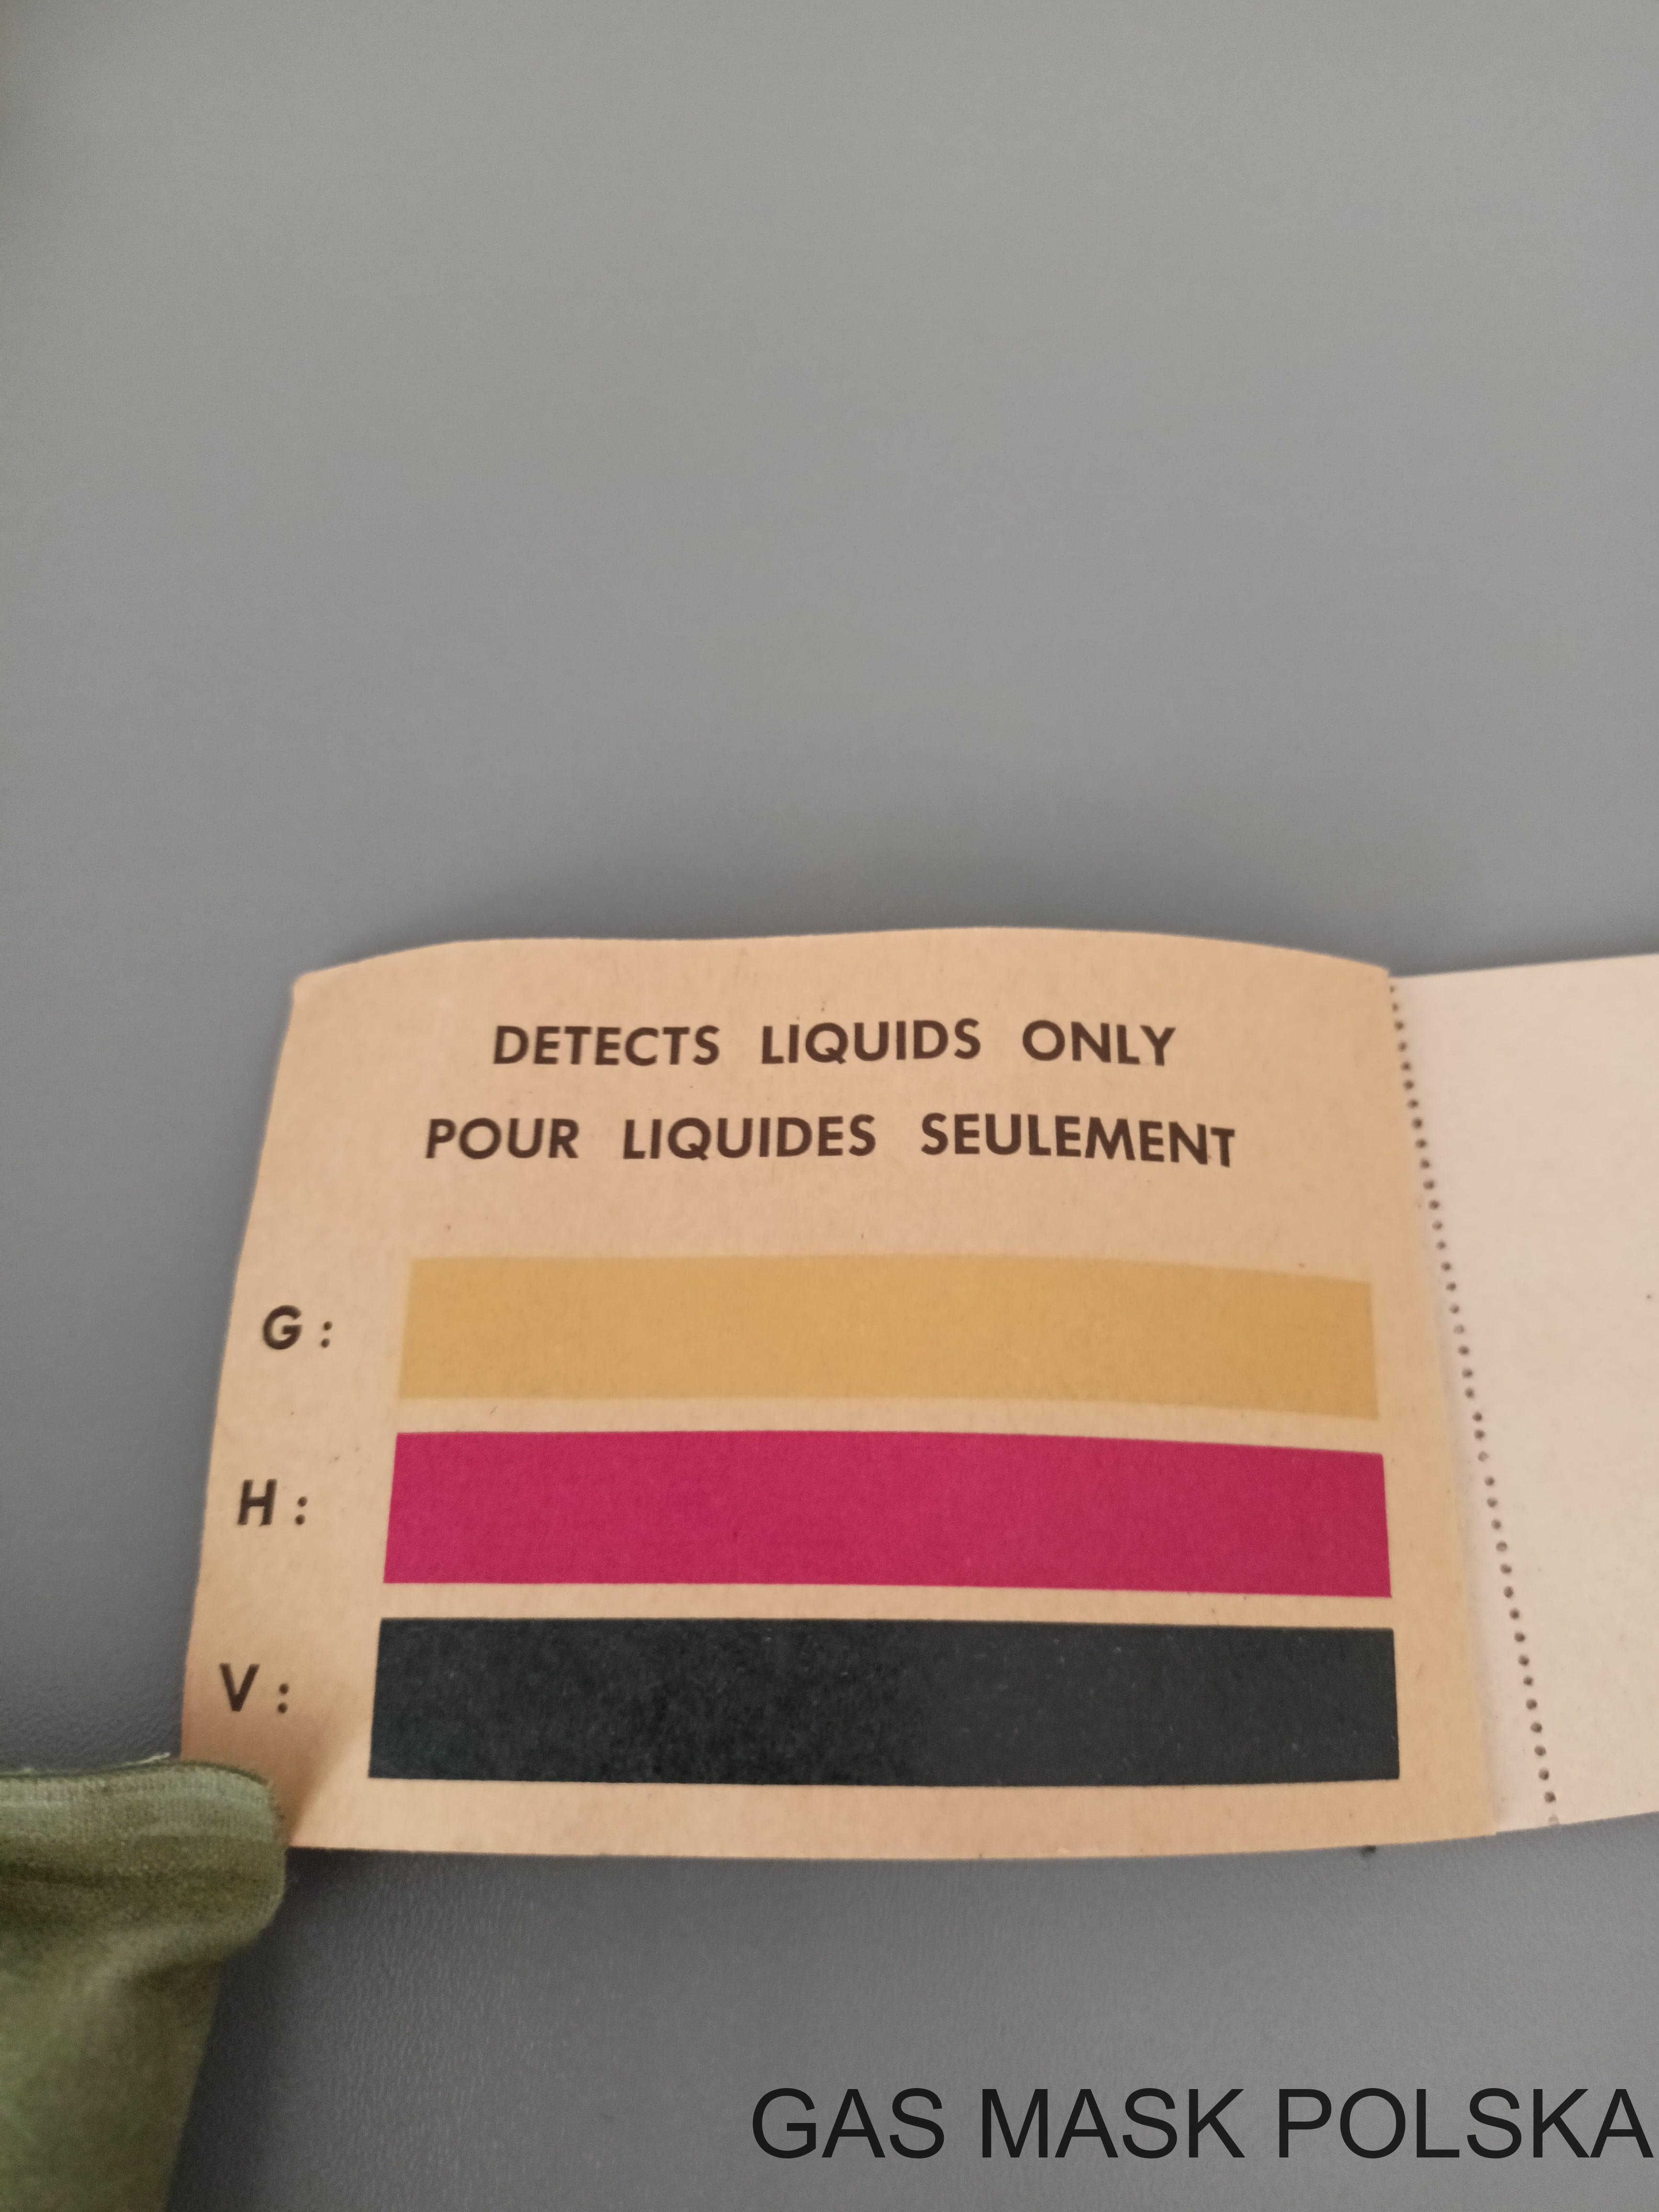 DETECTS LIQUIDS ONLY
POUR LIQUIDES SEULEMENT
G:
H:
V:
GAS MASK POLSKA